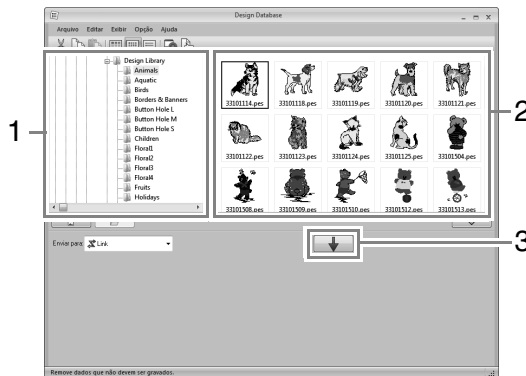 Design Database
Arquivo Editar Exibir Opção Ajuda
Design Library
Animals
Aquatic
Birds
Borders & Banners
Button Hole L
Button Hole M
Button Hole S
Children
Floral1
Floral2
Floral3
Floral4
Fruits
Holidays
33101114.pes 33101118.pes 33101119.pes 33101120.pes 33101121.pes
33101122.pes 33101123.pes 33101124.pes 33101125.pes 33101504.pes
33101508.pes 33101509.pes 33101510.pes 33101512.pes 33101513.pes
1
2
3
Enviar para: Link
Remove dados que não devem ser gravados.